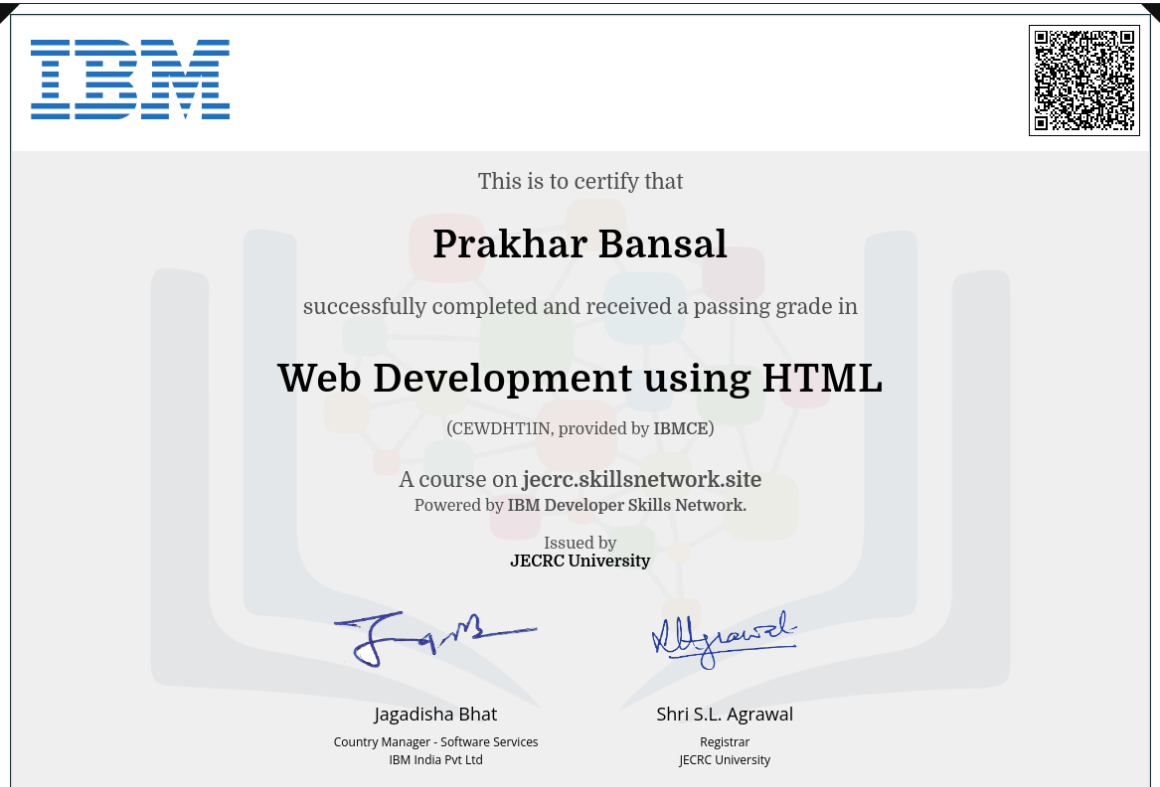 IBM
This is to certify that
Prakhar Bansal
successfully completed and received a passing grade in
Web Development using HTML
(CEWDHT1IN, provided by IBMCE)
A course on jecrc.skillsnetwork.site
Powered by IBM Developer Skills Network.
Issued by
JECRC University
Jagadisha Bhat
Country Manager - Software Services
IBM India Pvt Ltd
Shri S.L. Agrawal
Registrar
JECRC University